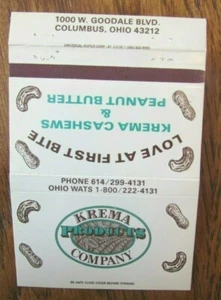 1000 W. GOODALE BLVD.
COLUMBUS, OHIO 43212
LOVE AT FIRST BITE
KREMA CASHEWS
&
PEANUT BUTTER
PHONE 614/299-4131
OHIO WATS 1-800/222-4131
KREMA
PRODUCTS
COMPANY